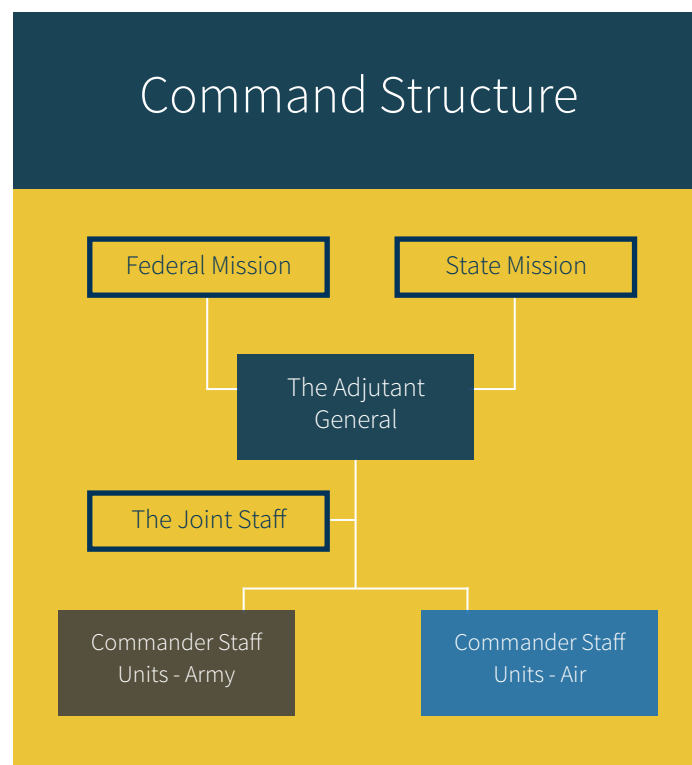 Command Structure
Federal Mission
State Mission
The Adjutant
General
The Joint Staff
Commander Staff
Units - Army
Commander Staff
Units - Air